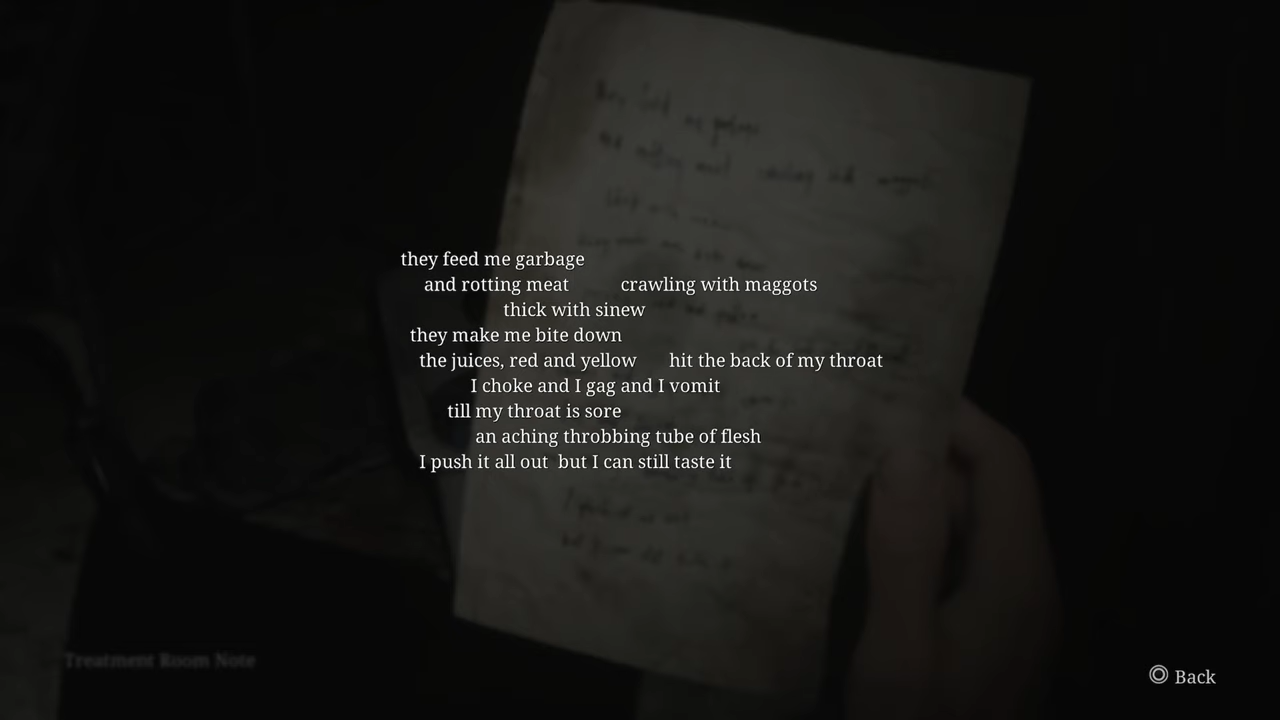 they feed me garbage
and rotting meat crawling with maggots
thick with sinew
they make me bite down
the juices, red and yellow hit the back of my throat
I choke and I gag and I vomit
till my throat is sore
an aching throbbing tube of flesh
I push it all out but I can still taste it
Treatment Room Note
Back